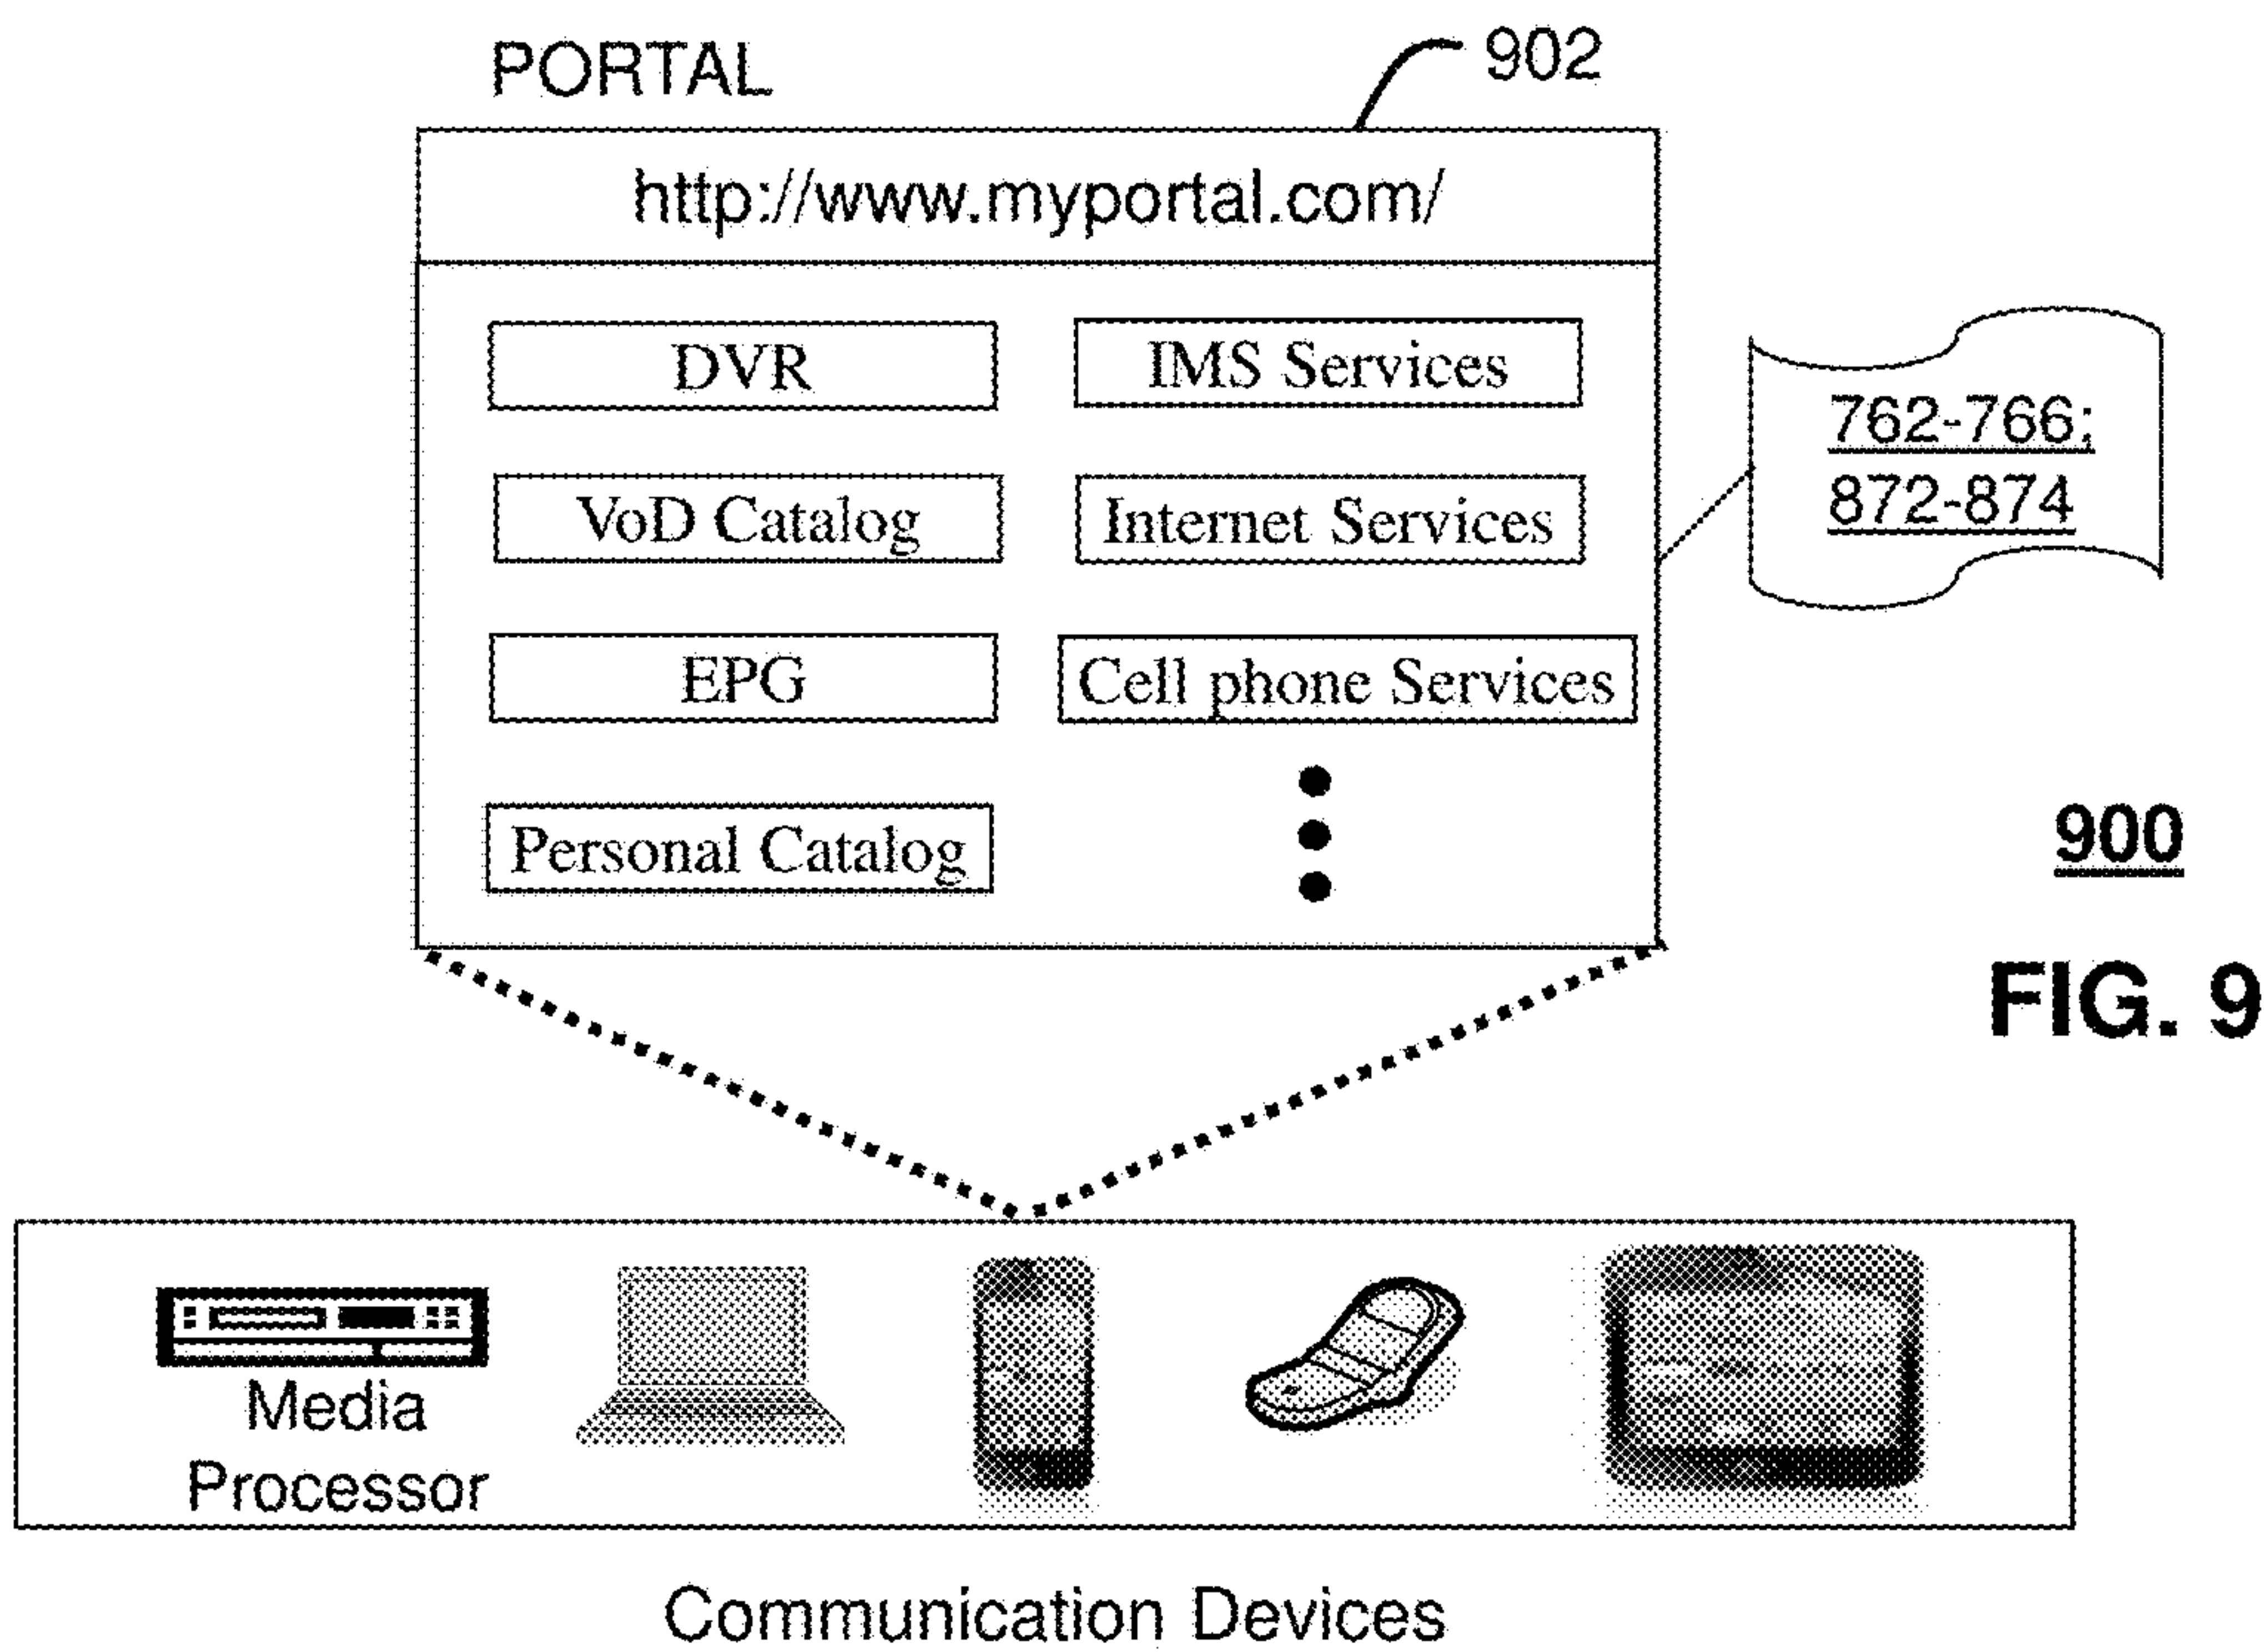 PORTAL
902
http://www.myportal.com/
DVR
IMS Services
VoD Catalog
Internet Services
EPG
Cell phone Services
Personal Catalog
762-766;
872-874
900
FIG. 9
Media
Processor
Communication Devices